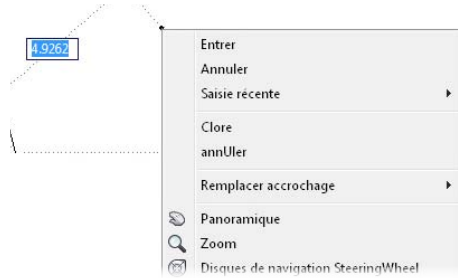 4.9262
Entrer
Annuler
Saisie récente
Clore
annUler
Remplacer accrochage
Panoramique
Zoom
Disques de navigation SteeringWheel